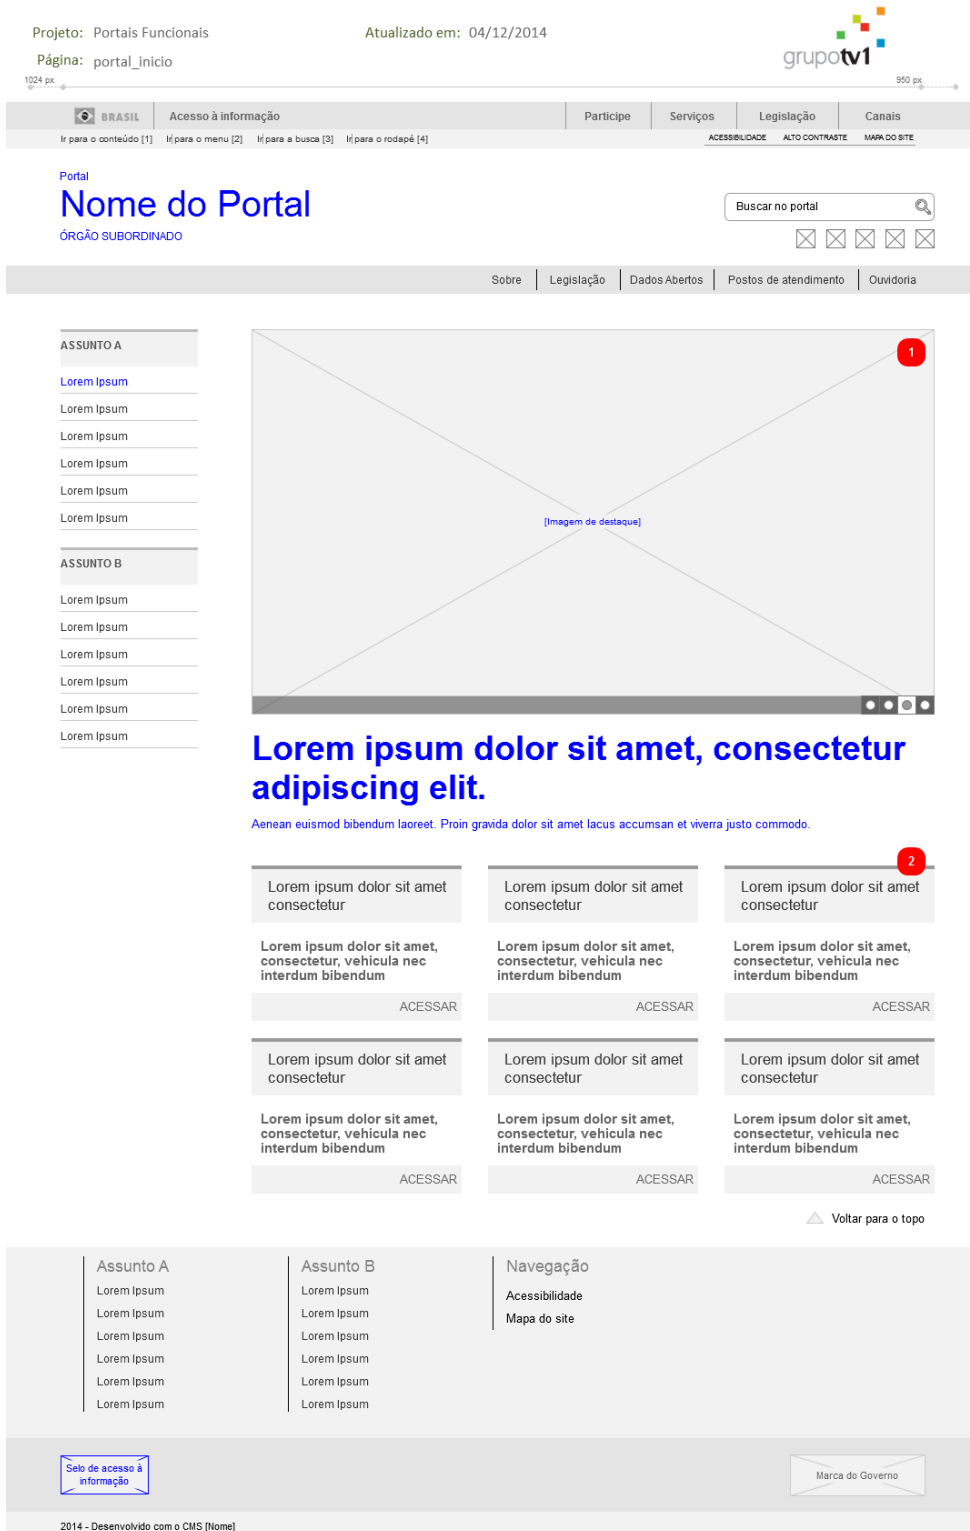 Projeto: Portais Funcionais
Atualizado em: 04/12/2014
Página: portal_inicio
grupotv1
1024 px
950 px
BRASIL
Acesso à informação
Participe
Serviços
Legislação
Canais
Ir para o conteúdo [1]
Ir para o menu [2]
Ir para a busca [3]
Ir para o rodapé [4]
ACESSIBILIDADE
ALTO CONTRASTE
MAPA DO SITE
Portal
Nome do Portal
ÓRGÃO SUBORDINADO
Buscar no portal
Sobre
Legislação
Dados Abertos
Postos de atendimento
Ouvidoria
ASSUNTO A
Lorem Ipsum
Lorem Ipsum
Lorem Ipsum
Lorem Ipsum
Lorem Ipsum
Lorem Ipsum
ASSUNTO B
Lorem Ipsum
Lorem Ipsum
Lorem Ipsum
Lorem Ipsum
Lorem Ipsum
Lorem Ipsum
1
[Imagem de destaque]
Lorem ipsum dolor sit amet, consectetur
adipiscing elit.
Aenean euismod bibendum laoreet. Proin gravida dolor sit amet lacus accumsan et viverra justo commodo.
2
Lorem ipsum dolor sit amet
consectetur
Lorem ipsum dolor sit amet,
consectetur, vehicula nec
interdum bibendum
ACESSAR
Lorem ipsum dolor sit amet
consectetur
Lorem ipsum dolor sit amet,
consectetur, vehicula nec
interdum bibendum
ACESSAR
Lorem ipsum dolor sit amet
consectetur
Lorem ipsum dolor sit amet,
consectetur, vehicula nec
interdum bibendum
ACESSAR
Lorem ipsum dolor sit amet
consectetur
Lorem ipsum dolor sit amet,
consectetur, vehicula nec
interdum bibendum
ACESSAR
Lorem ipsum dolor sit amet
consectetur
Lorem ipsum dolor sit amet,
consectetur, vehicula nec
interdum bibendum
ACESSAR
Lorem ipsum dolor sit amet
consectetur
Lorem ipsum dolor sit amet,
consectetur, vehicula nec
interdum bibendum
ACESSAR
Voltar para o topo
Assunto A
Lorem Ipsum
Lorem Ipsum
Lorem Ipsum
Lorem Ipsum
Lorem Ipsum
Lorem Ipsum
Assunto B
Lorem Ipsum
Lorem Ipsum
Lorem Ipsum
Lorem Ipsum
Lorem Ipsum
Lorem Ipsum
Navegação
Acessibilidade
Mapa do site
Selo de acesso à
informação
Marca do Governo
2014 - Desenvolvido com o CMS [Nome]